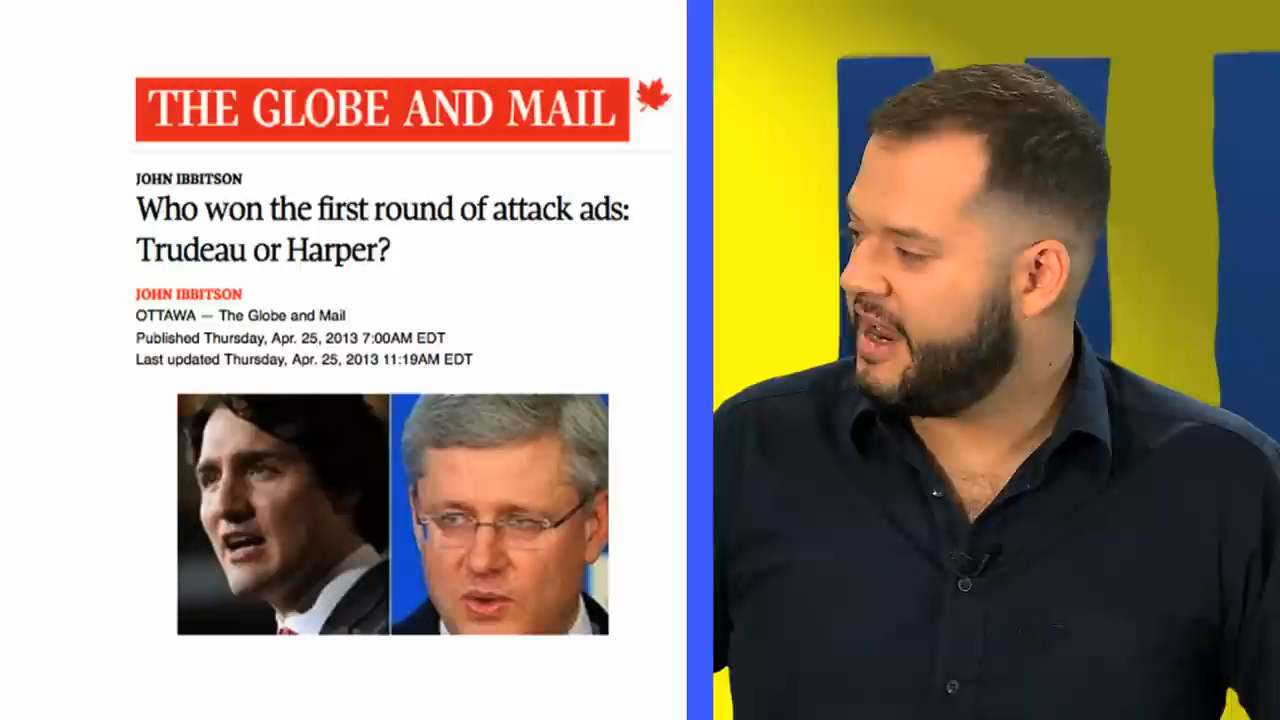 THE GLOBE AND MAIL
JOHN IBBITSON
Who won the first round of attack ads:
Trudeau or Harper?
JOHN IBBITSON
OTTAWA — The Globe and Mail
Published Thursday, Apr. 25, 2013 7:00AM EDT
Last updated Thursday, Apr. 25, 2013 11:19AM EDT